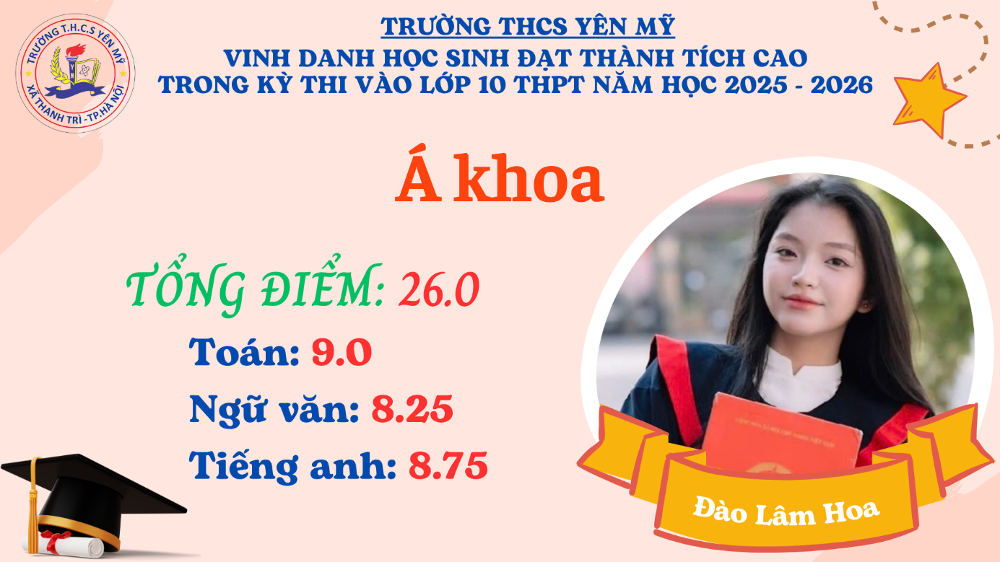 TRƯỜNG T.H.C.S YÊN MỸ
XÃ THANH TRÌ -TP.HÀ NỘI
TRƯỜNG THCS YÊN MỸ
VINH DANH HỌC SINH ĐẠT THÀNH TÍCH CAO
TRONG KỲ THI VÀO LỚP 10 THPT NĂM HỌC 2025 - 2026
Á khoa
TỔNG ĐIỂM: 26.0
Toán: 9.0
Ngữ văn: 8.25
Tiếng anh: 8.75
Đào Lâm Hoa